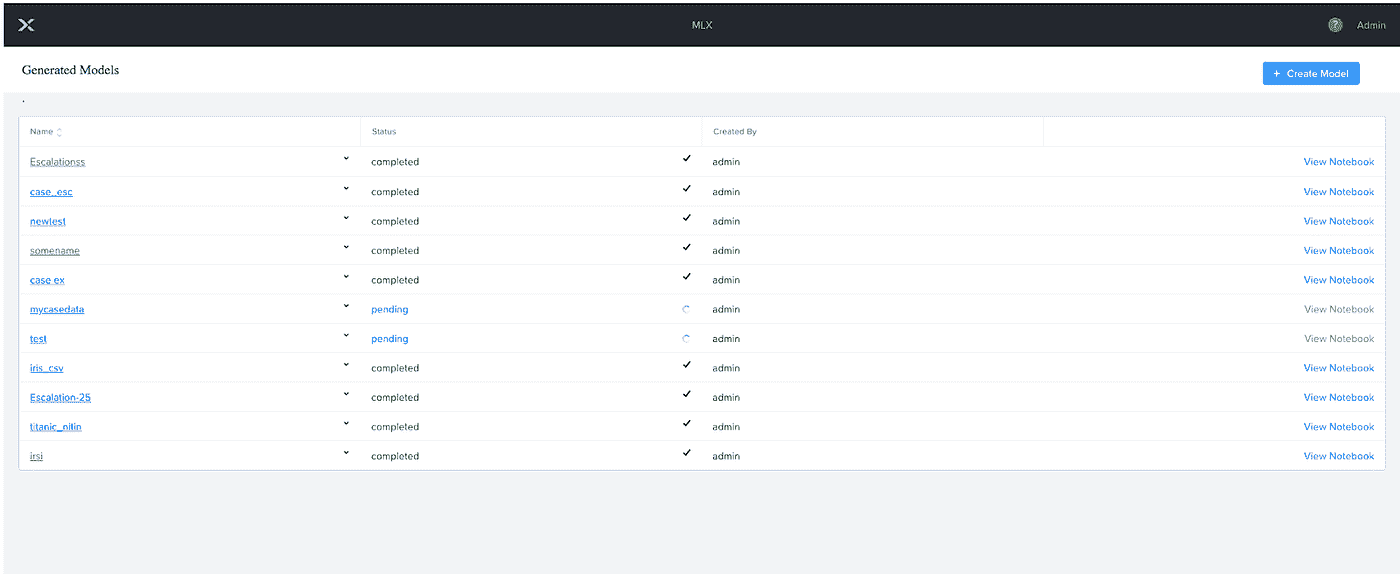 MLX
Admin
Generated Models
+ Create Model
.
Name Status Created By
Escalationss completed admin View Notebook
case_esc completed admin View Notebook
newtest completed admin View Notebook
somename completed admin View Notebook
case ex completed admin View Notebook
mycasedata pending admin View Notebook
test pending admin View Notebook
iris_csv completed admin View Notebook
Escalation-25 completed admin View Notebook
titanic_nitin completed admin View Notebook
irsi completed admin View Notebook